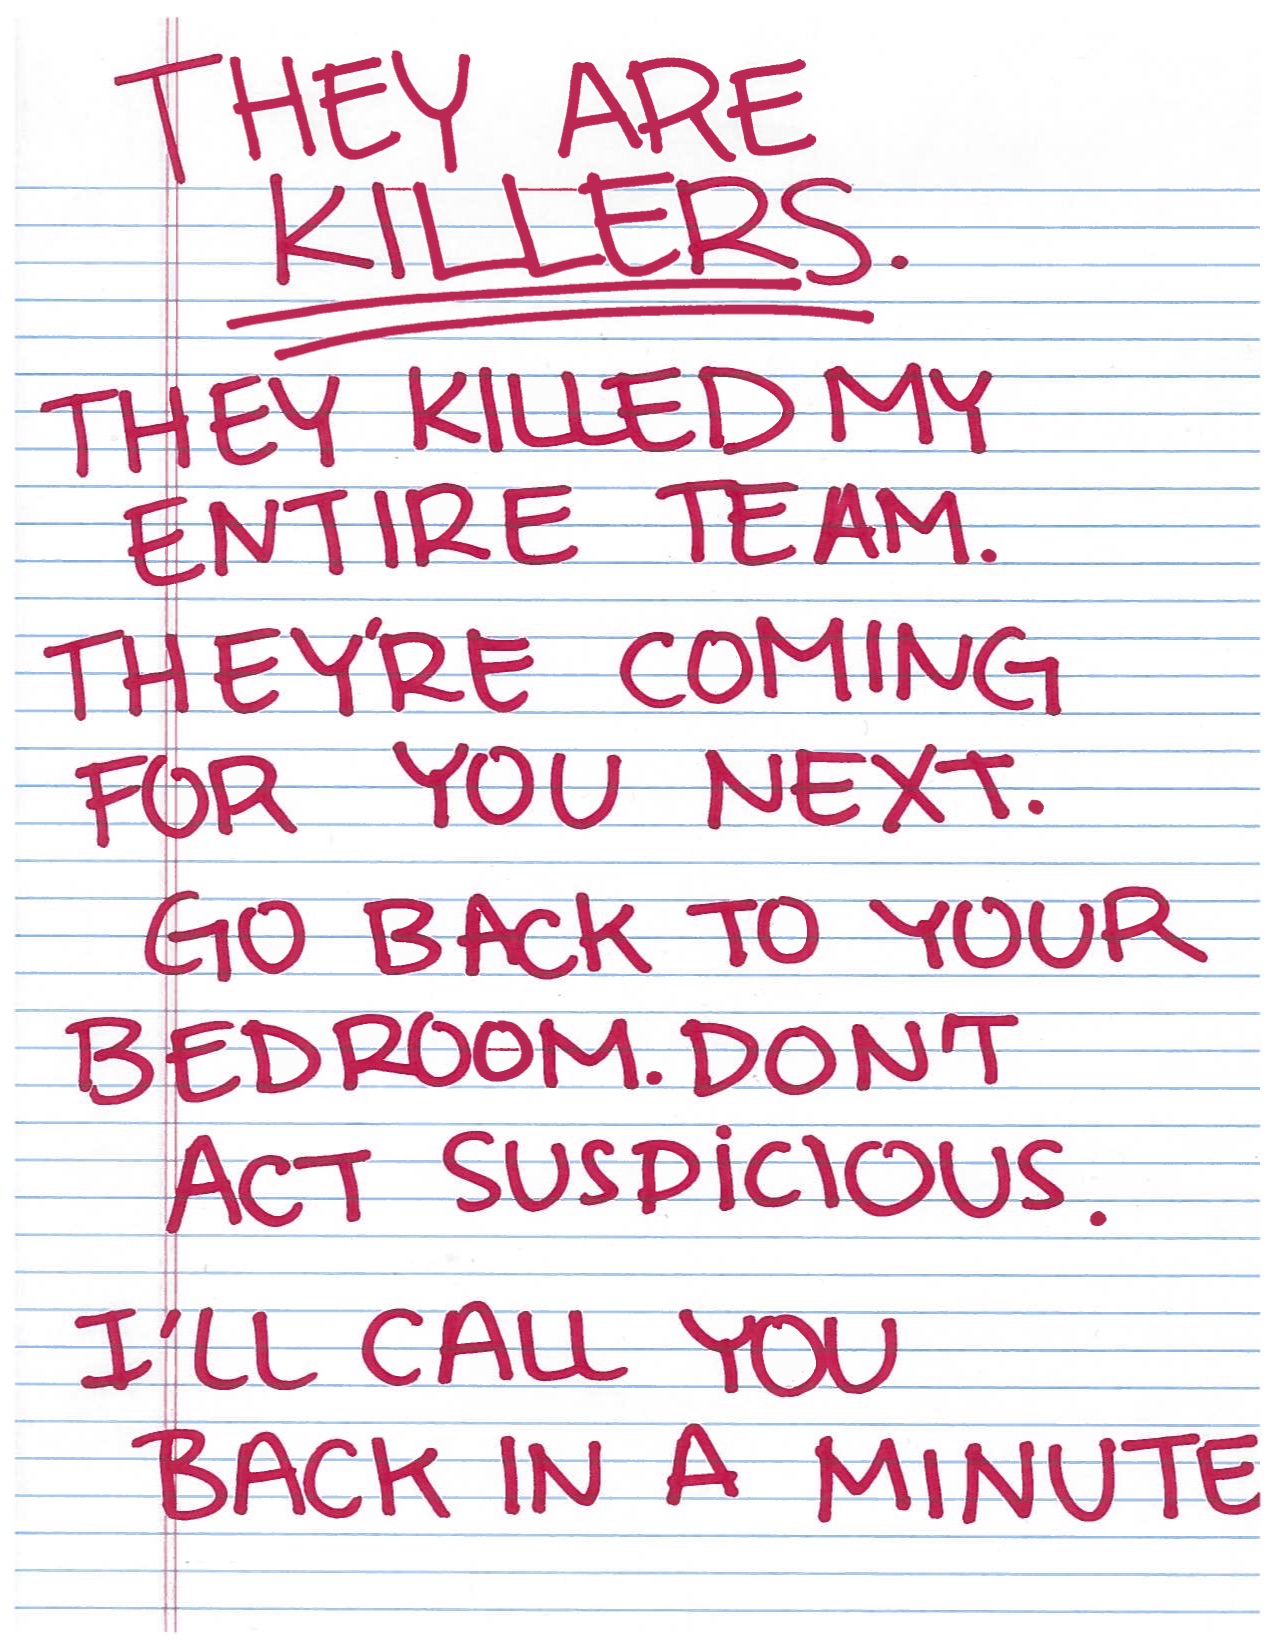 THEY ARE
KILLERS.
THEY KILLED MY
ENTIRE TEAM.
THEY'RE COMING
FOR YOU NEXT.
GO BACK TO YOUR
BEDROOM. DON'T
ACT SUSPICIOUS.
I'LL CALL YOU
BACK IN A MINUTE